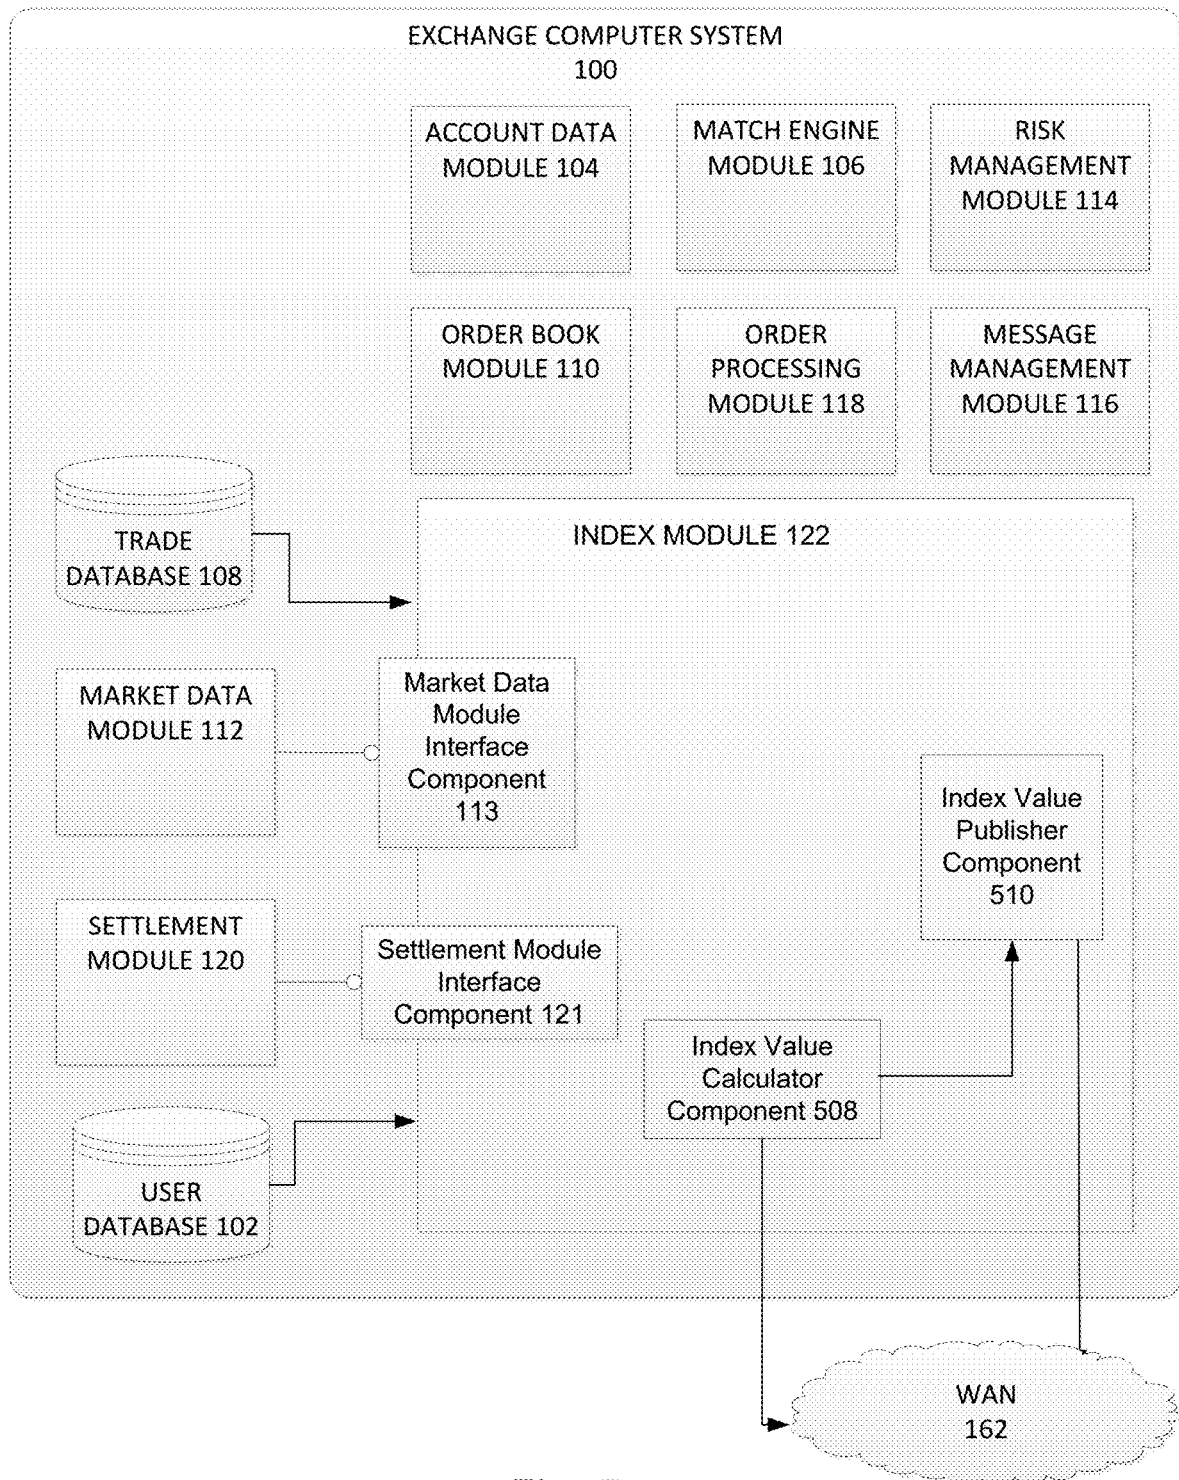 EXCHANGE COMPUTER SYSTEM
100
ACCOUNT DATA
MODULE 104
MATCH ENGINE
MODULE 106
RISK
MANAGEMENT
MODULE 114
ORDER BOOK
MODULE 110
ORDER
PROCESSING
MODULE 118
MESSAGE
MANAGEMENT
MODULE 116
TRADE
DATABASE 108
INDEX MODULE 122
MARKET DATA
MODULE 112
Market Data
Module
Interface
Component
113
Index Value
Publisher
Component
510
SETTLEMENT
MODULE 120
Settlement Module
Interface
Component 121
Index Value
Calculator
Component 508
USER
DATABASE 102
WAN
162